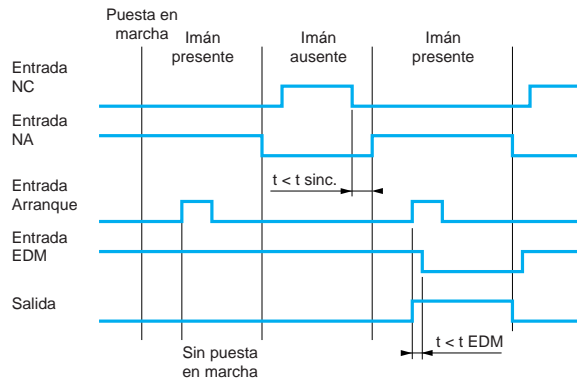 Puesta en
marcha
Imán
presente
Imán
ausente
Imán
presente
Entrada
NC
Entrada
NA
t < t sinc.
Entrada
Arranque
Entrada
EDM
Salida
t < t EDM
Sin puesta
en marcha